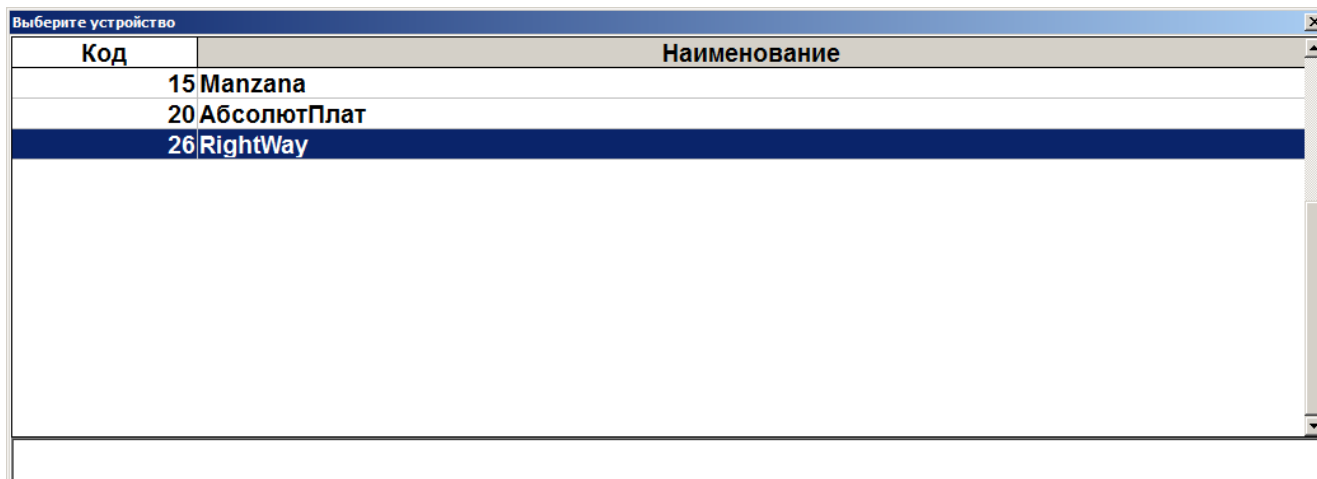 Выберите устройство
Код Наименование
15 Manzana
20 АбсолютПлат
26 RightWay